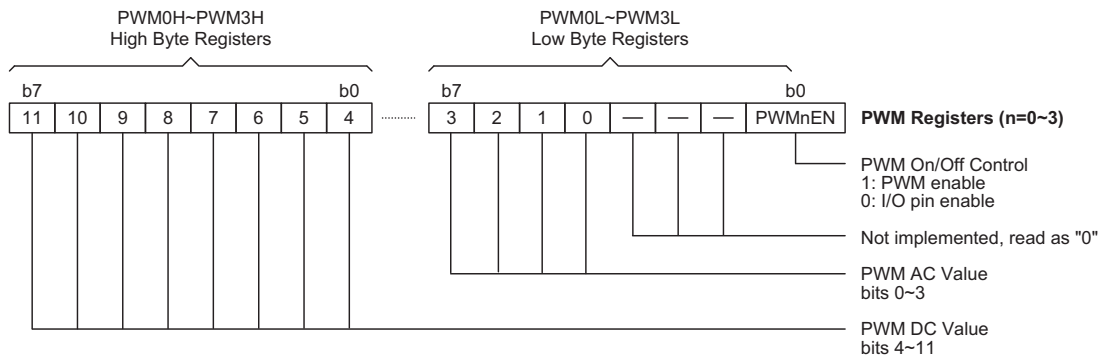 PWM0H~PWM3H
High Byte Registers
PWM0L~PWM3L
Low Byte Registers
b7 b0 b7 b0
11 10 9 8 7 6 5 4 3 2 1 0 — — — PWMnEN PWM Registers (n=0~3)
PWM On/Off Control
1: PWM enable
0: I/O pin enable
Not implemented, read as "0"
PWM AC Value
bits 0~3
PWM DC Value
bits 4~11